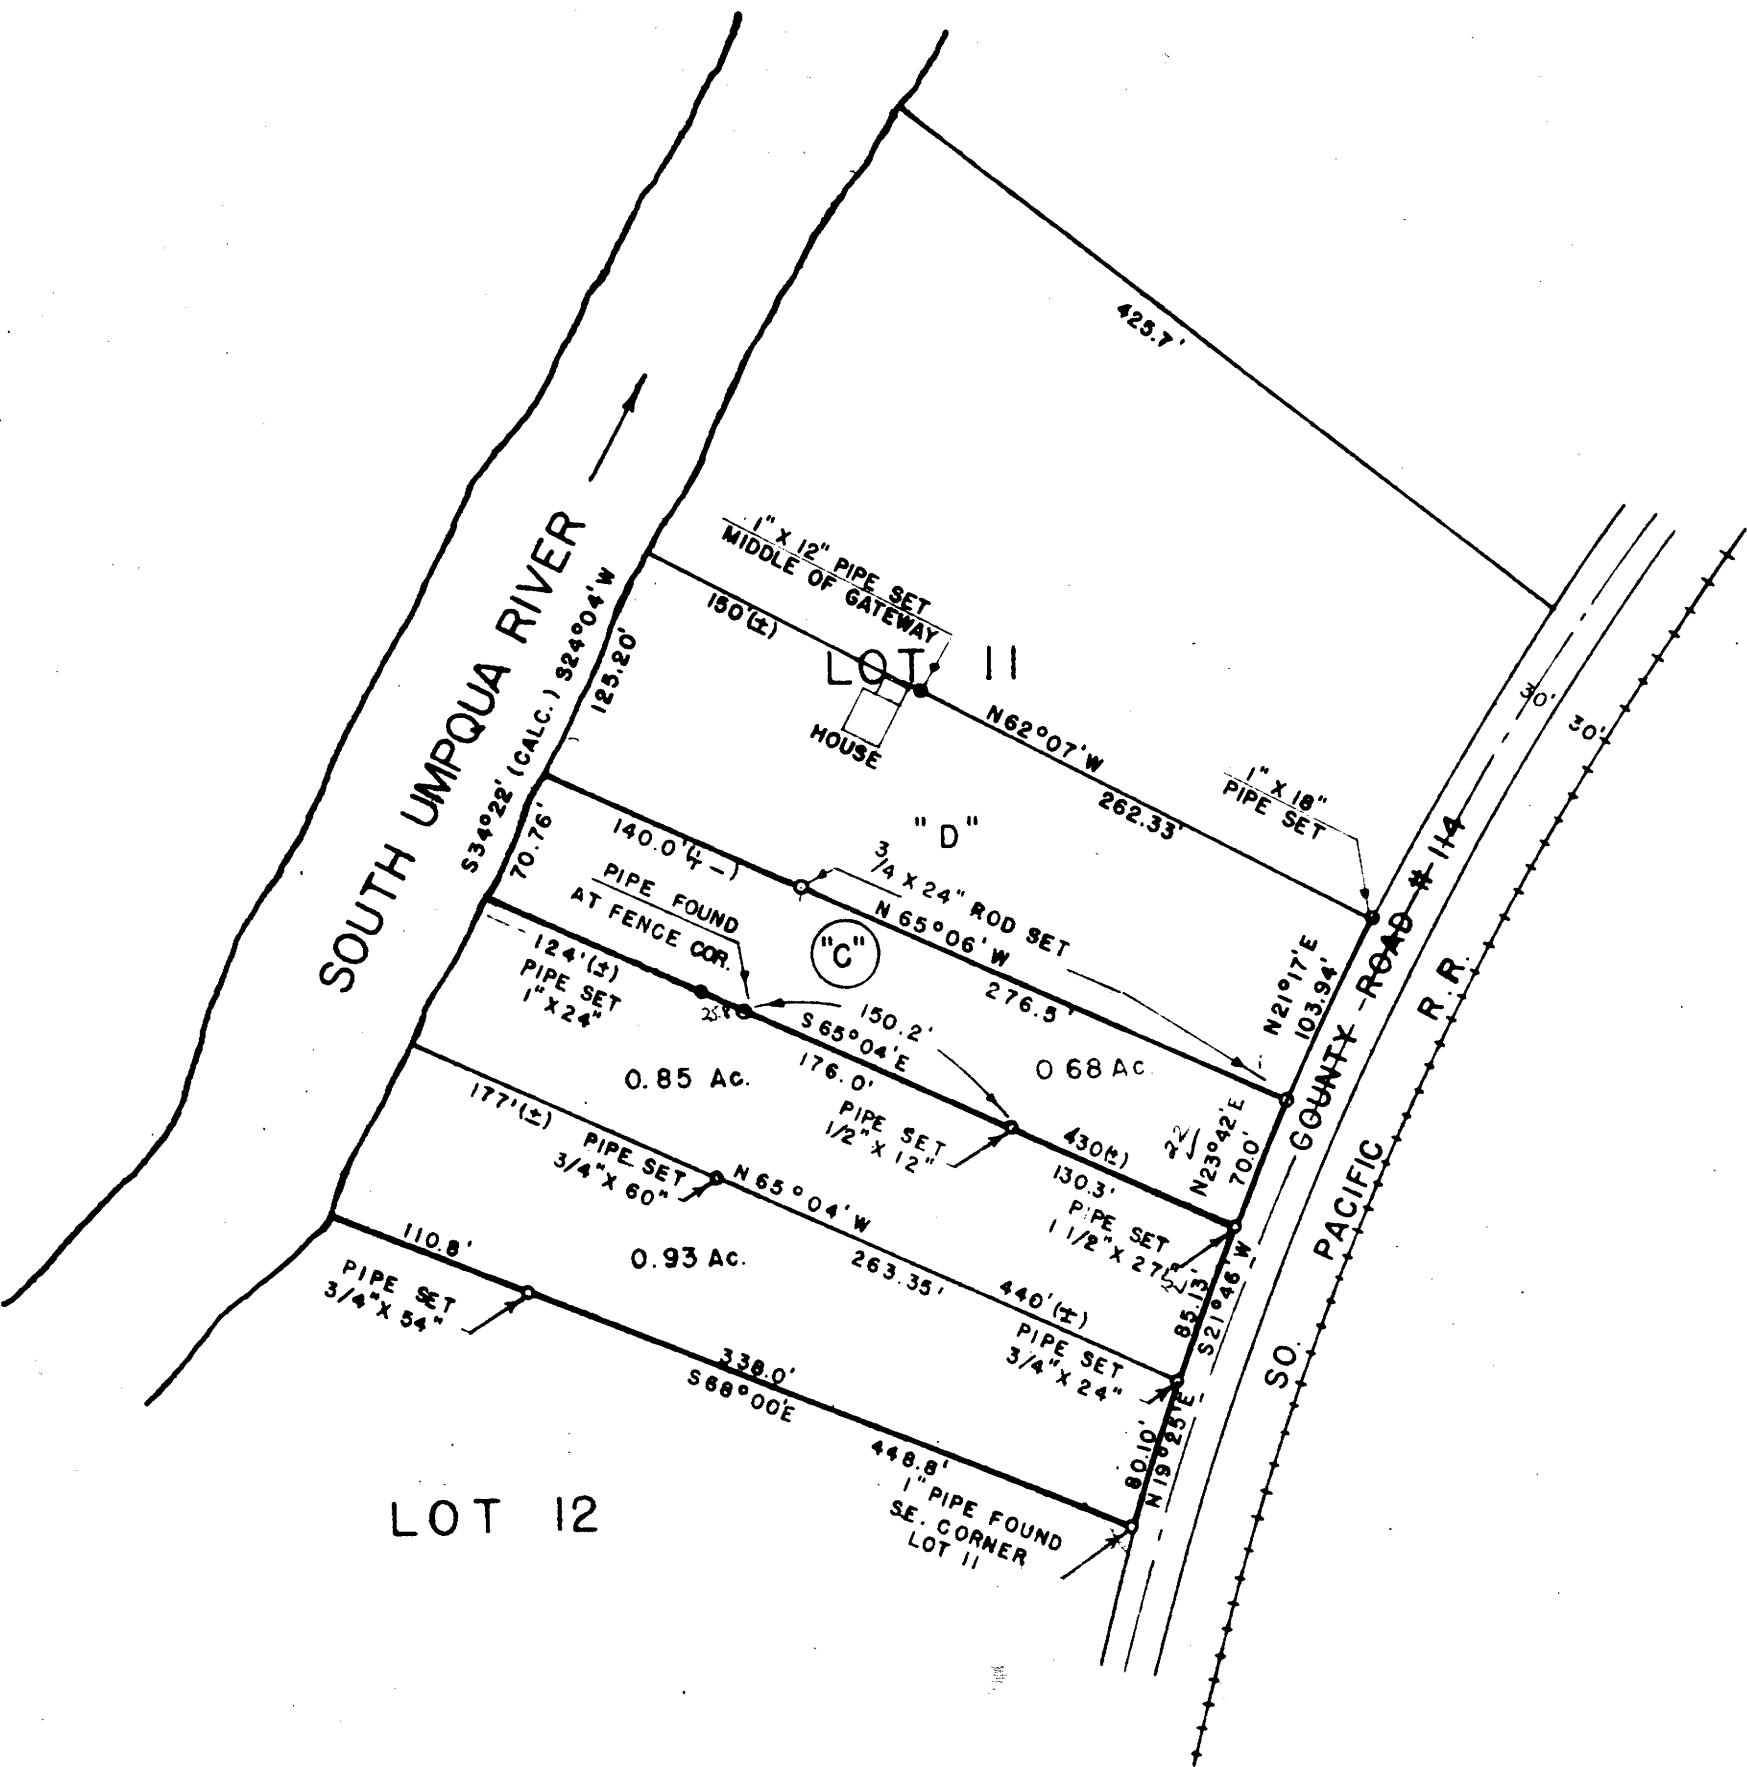 425.7'
SOUTH UMPQUA RIVER
1" X 12" PIPE SET
MIDDLE OF GATEWAY
150'(±)
LOT 11
HOUSE
N62°07'W
262.33'
30'
30'
1" X 18"
PIPE SET
S24°04'W
125.20'
S34°22' (CALC.)
70.76'
"D"
140.0'(±)
3/4 X 24" ROD SET
N 65°06' W
276.5'
PIPE FOUND
AT FENCE COR.
"C"
N21°17'E
103.94'
COUNTY ROAD # 114
SO. PACIFIC R.R.
124'(±)
PIPE SET
1" X 24"
25.8
150.2'
S65°04'E
176.0'
0.85 AC.
0 68 AC.
PIPE SET
1/2" X 12"
430(±)
130.3'
22
N23°42'E
70.0'
PIPE SET
1 1/2" X 27"
177'(±)
PIPE SET
3/4" X 60"
N65°04'W
263.35'
440'(±)
PIPE SET
3/4" X 24"
85.13'
S21°46'W
110.8'
PIPE SET
3/4" X 54"
0.93 AC.
338.0'
S68°00'E
448.8'
1" PIPE FOUND
S.E. CORNER
LOT 11
80.10'
N19°25'E
LOT 12